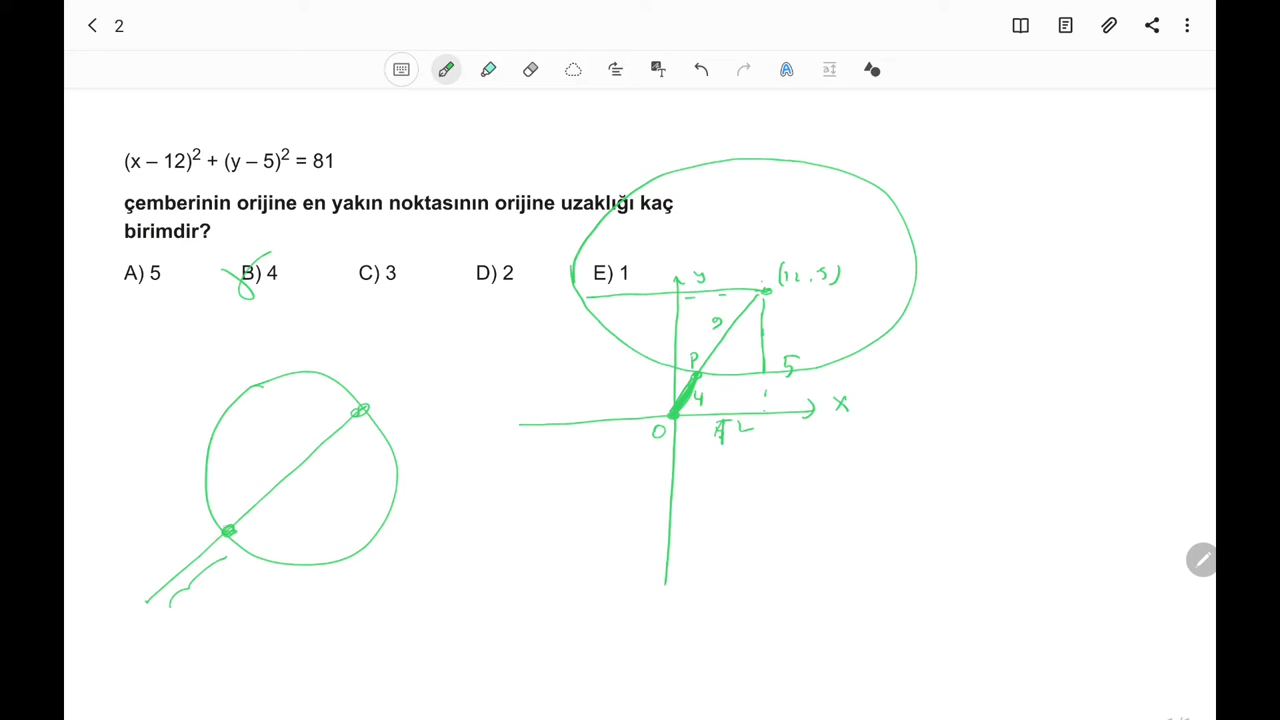 2
(x – 12)² + (y – 5)² = 81
çemberinin orijine en yakın noktasının orijine uzaklığı kaç
birimdir?
A) 5 B) 4 C) 3 D) 2 E) 1
y
(12,5)
9
P
5
4
x
O
12